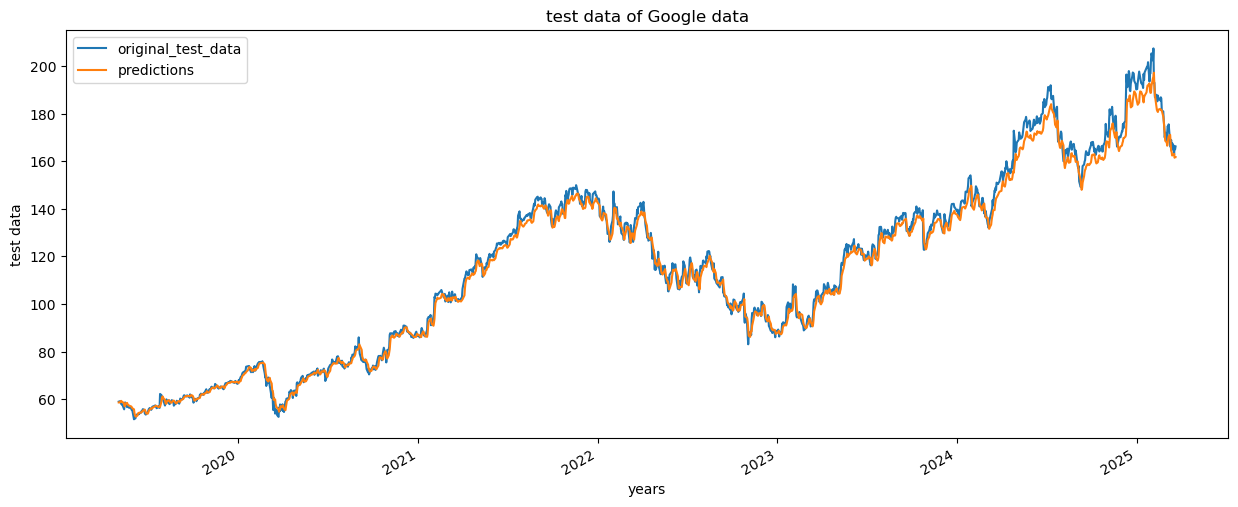 test data of Google data
original_test_data
predictions
200
180
160
140
120
100
80
60
test data
2020
2021
2022
2023
2024
2025
years